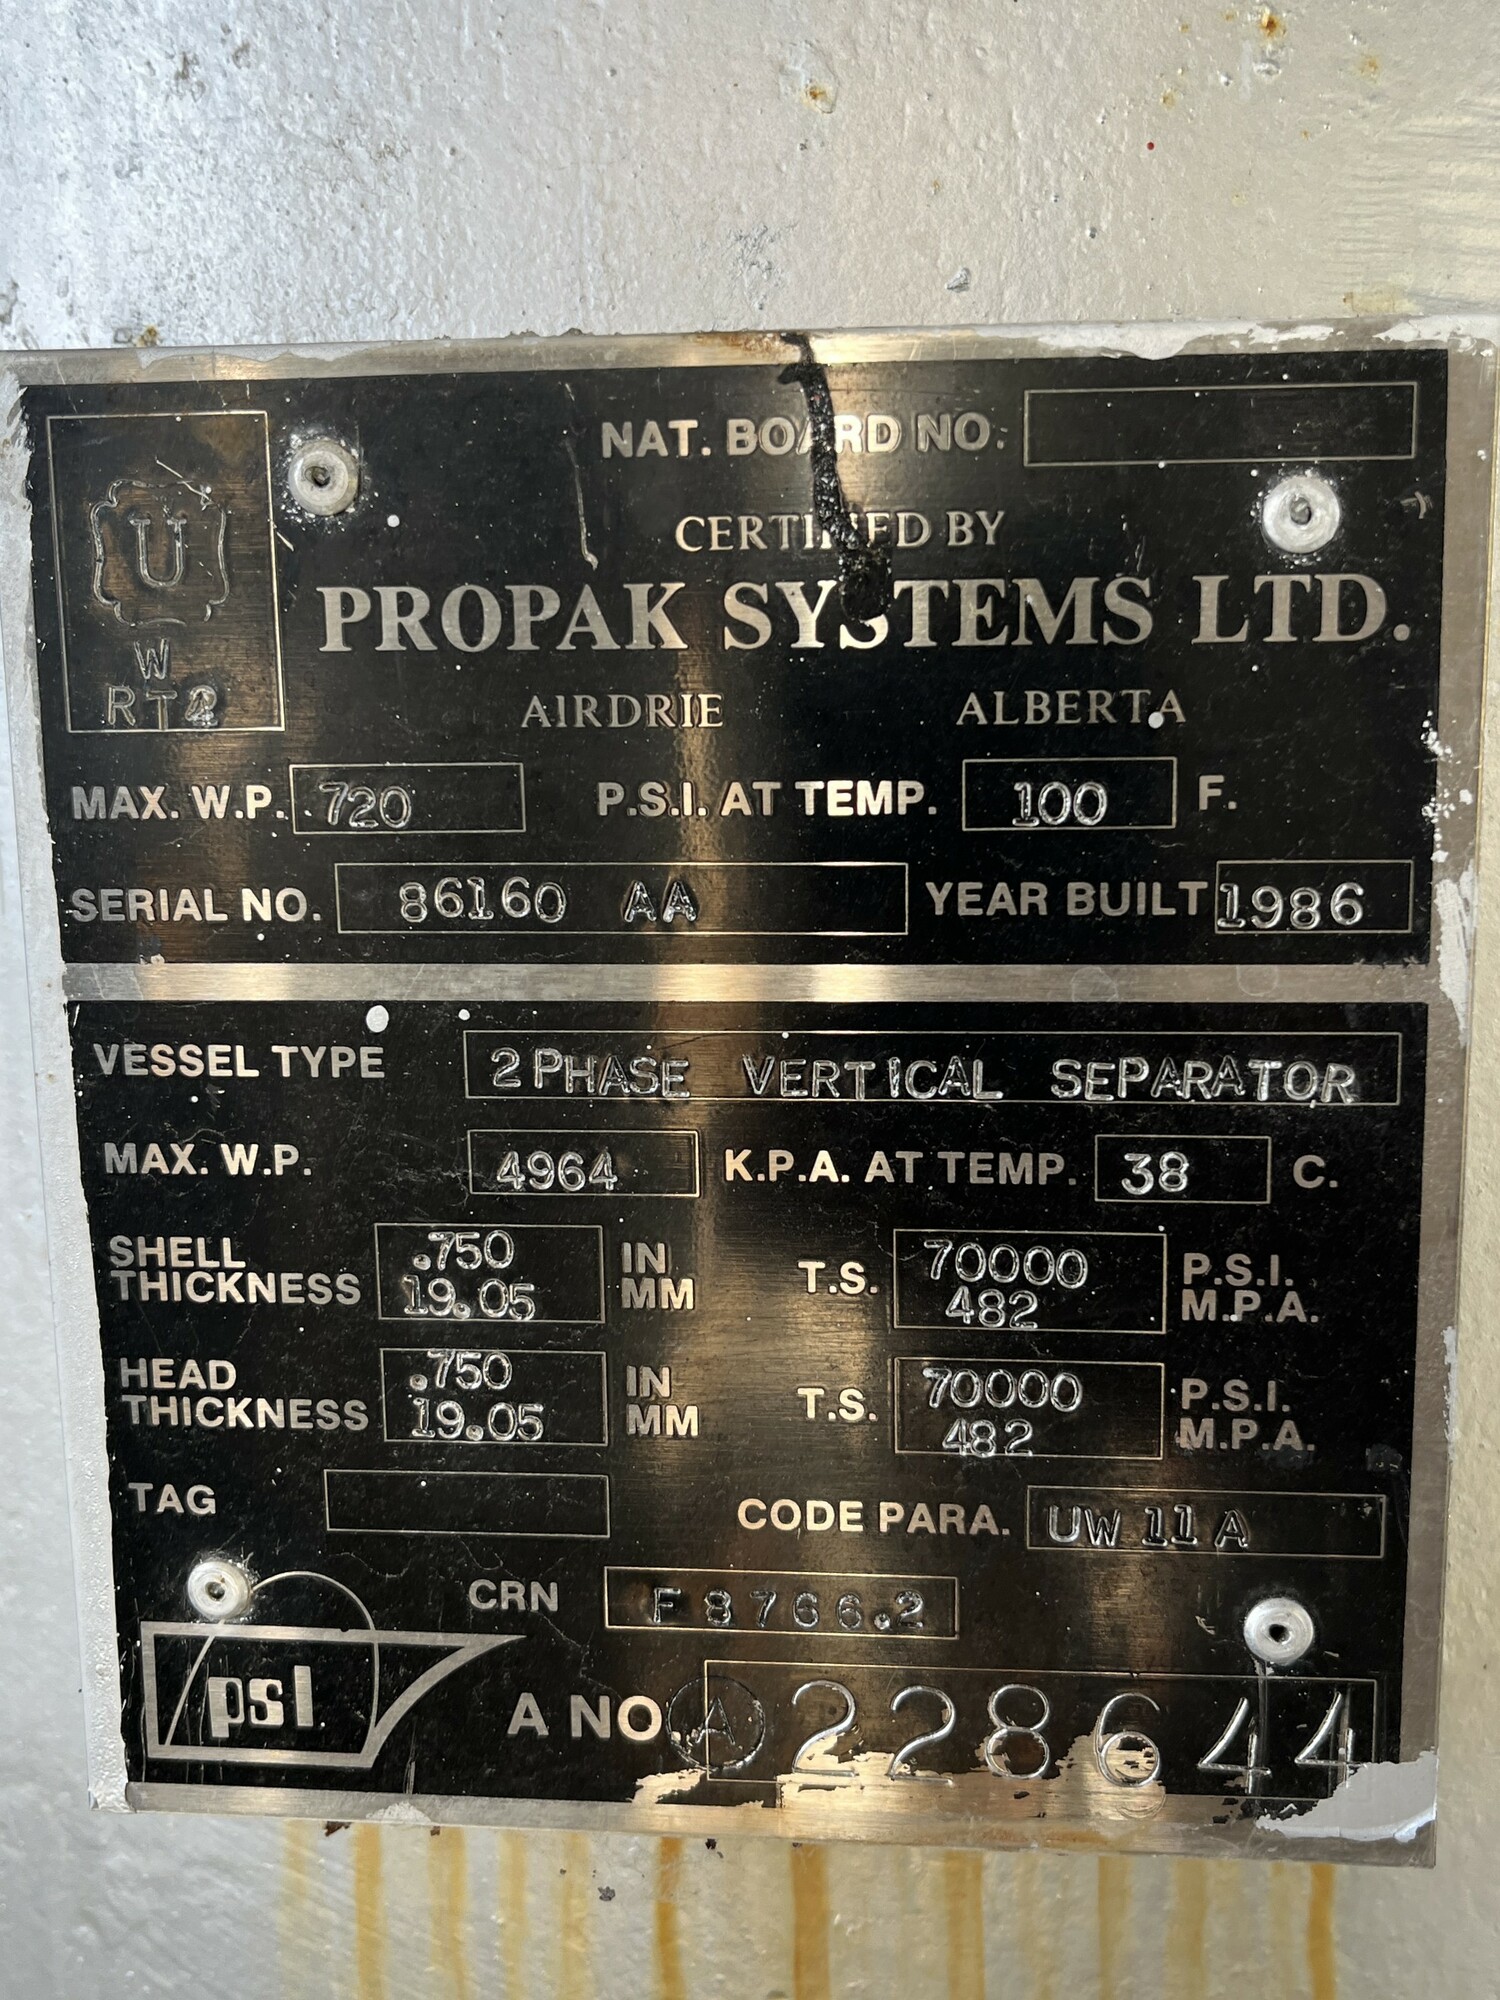 NAT. BOARD NO.
U
W
RT2
CERTIFIED BY
PROPAK SYSTEMS LTD.
AIRDRIE ALBERTA
MAX. W.P. 720 P.S.I. AT TEMP. 100 F.
SERIAL NO. 86160 AA YEAR BUILT 1986
VESSEL TYPE 2 PHASE VERTICAL SEPARATOR
MAX. W.P. 4964 K.P.A. AT TEMP. 38 C.
SHELL THICKNESS .750 IN T.S. 70000 P.S.I.
19.05 MM 482 M.P.A.
HEAD THICKNESS .750 IN T.S. 70000 P.S.I.
19.05 MM 482 M.P.A.
TAG CODE PARA. UW 11 A
CRN F8766.2
psl A NO. A 228644